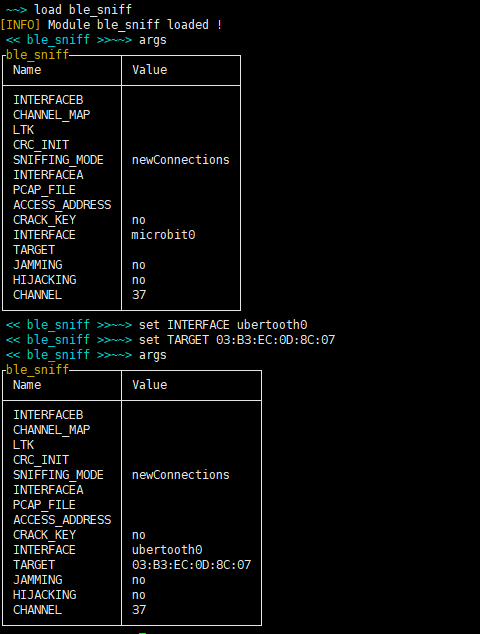 ~~> load ble_sniff
[INFO] Module ble_sniff loaded !
<< ble_sniff >>~~> args
ble_sniff
Name Value
INTERFACEB
CHANNEL_MAP
LTK
CRC_INIT
SNIFFING_MODE newConnections
INTERFACEA
PCAP_FILE
ACCESS_ADDRESS
CRACK_KEY no
INTERFACE microbit0
TARGET
JAMMING no
HIJACKING no
CHANNEL 37
<< ble_sniff >>~~> set INTERFACE ubertooth0
<< ble_sniff >>~~> set TARGET 03:B3:EC:0D:8C:07
<< ble_sniff >>~~> args
ble_sniff
Name Value
INTERFACEB
CHANNEL_MAP
LTK
CRC_INIT
SNIFFING_MODE newConnections
INTERFACEA
PCAP_FILE
ACCESS_ADDRESS
CRACK_KEY no
INTERFACE ubertooth0
TARGET 03:B3:EC:0D:8C:07
JAMMING no
HIJACKING no
CHANNEL 37